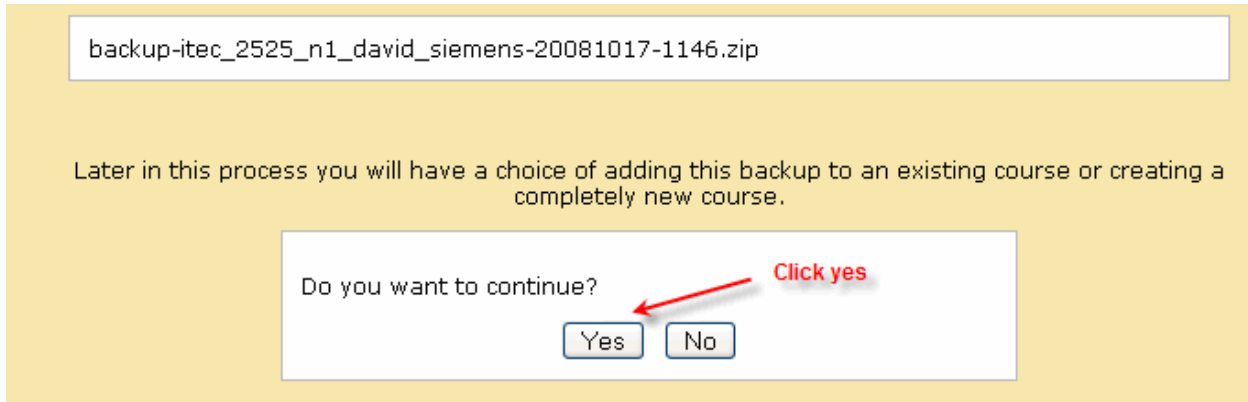 backup-itec_2525_n1_david_siemens-20081017-1146.zip
Later in this process you will have a choice of adding this backup to an existing course or creating a
completely new course.
Click yes
Do you want to continue?
Yes No